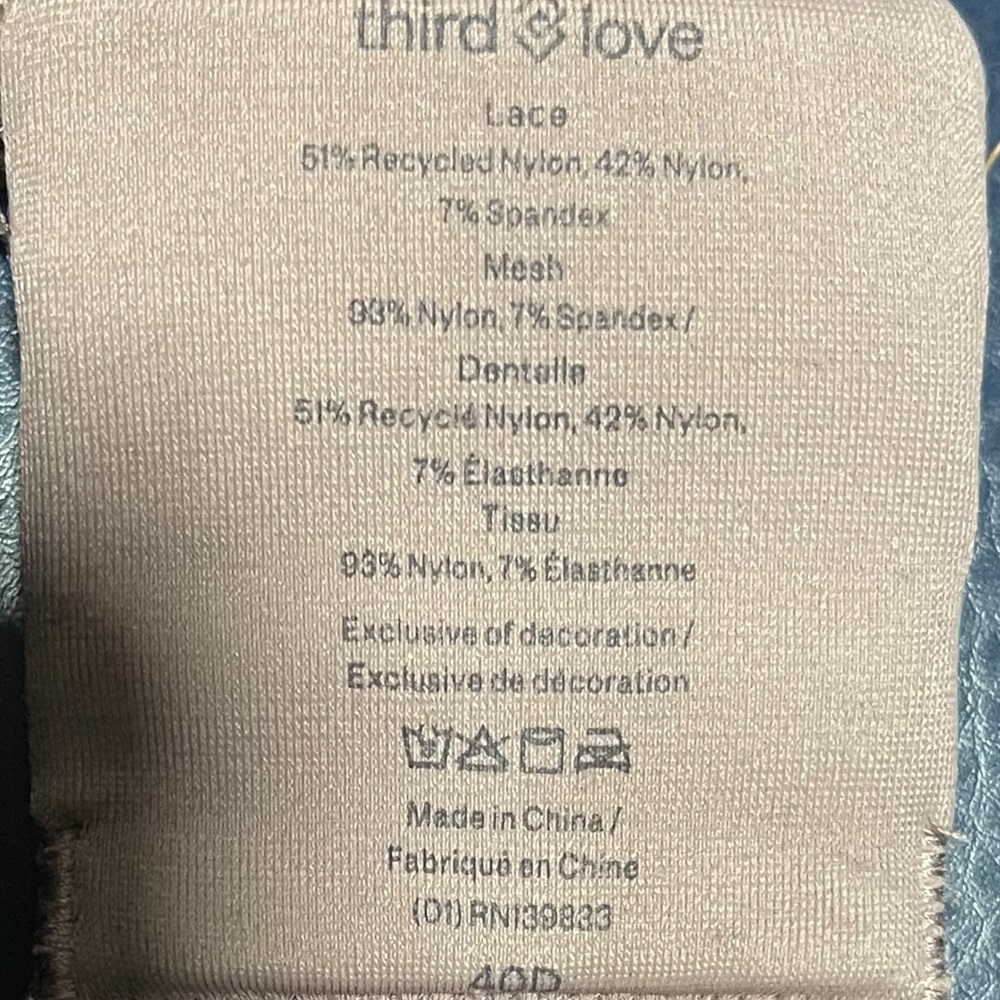 third love
Lace
51% Recycled Nylon, 42% Nylon,
7% Spandex
Mesh
93% Nylon, 7% Spandex /
Dentelle
51% Recyclé Nylon, 42% Nylon,
7% Élasthanne
Tissu
93% Nylon, 7% Élasthanne
Exclusive of decoration /
Exclusive de décoration
Made in China /
Fabriqué en Chine
(01) RN139833
40D